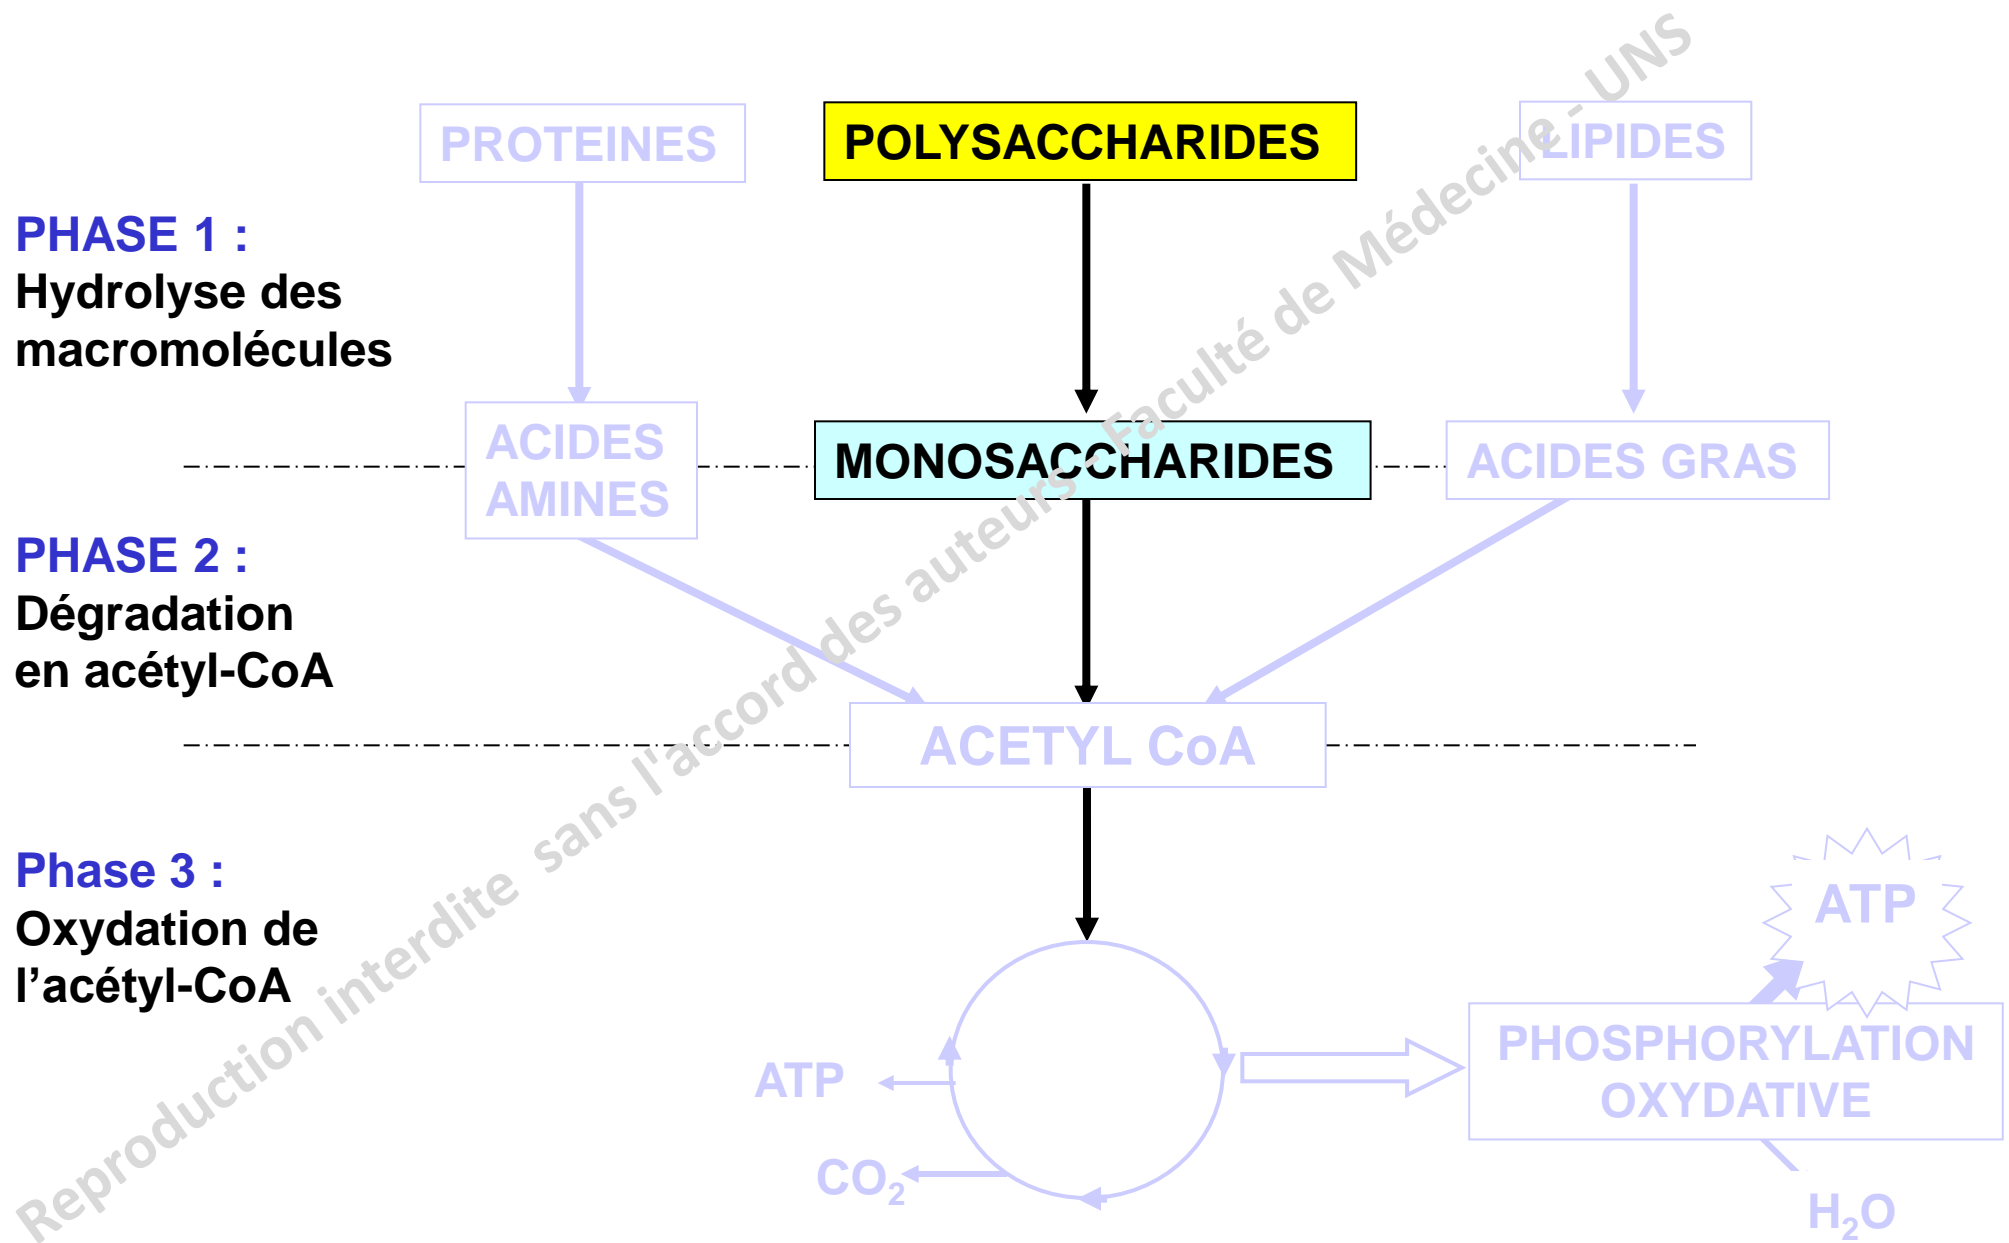 PROTEINES
POLYSACCHARIDES
LIPIDES
PHASE 1 :
Hydrolyse des
macromolécules
ACIDES
AMINES
MONOSACCHARIDES
ACIDES GRAS
PHASE 2 :
Dégradation
en acétyl-CoA
ACETYL CoA
Phase 3 :
Oxydation de
l’acétyl-CoA
ATP
PHOSPHORYLATION
OXYDATIVE
ATP
CO₂
H₂O
Reproduction interdite sans l'accord des auteurs - Faculté de Médecine - UNS